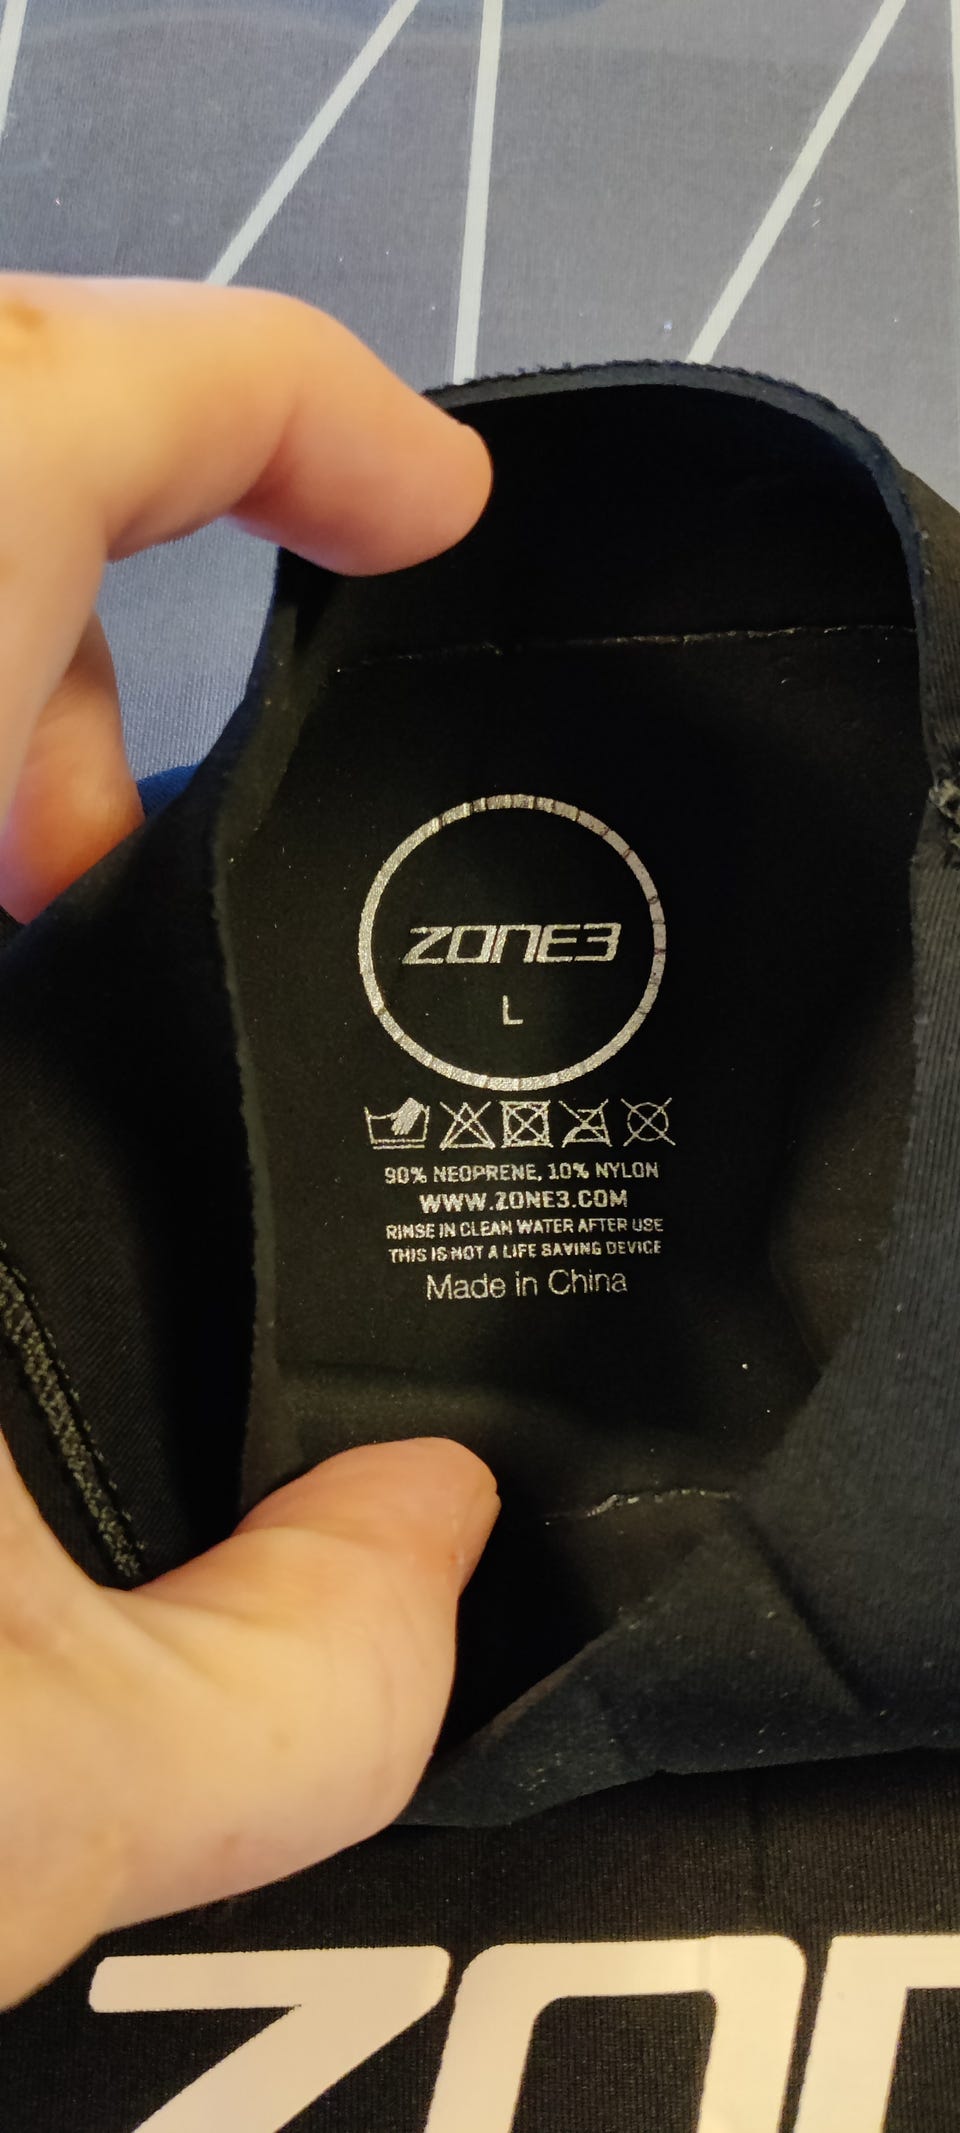 ZONE3
L
90% NEOPRENE, 10% NYLON
WWW.ZONE3.COM
RINSE IN CLEAN WATER AFTER USE
THIS IS NOT A LIFE SAVING DEVICE
Made in China
ZON